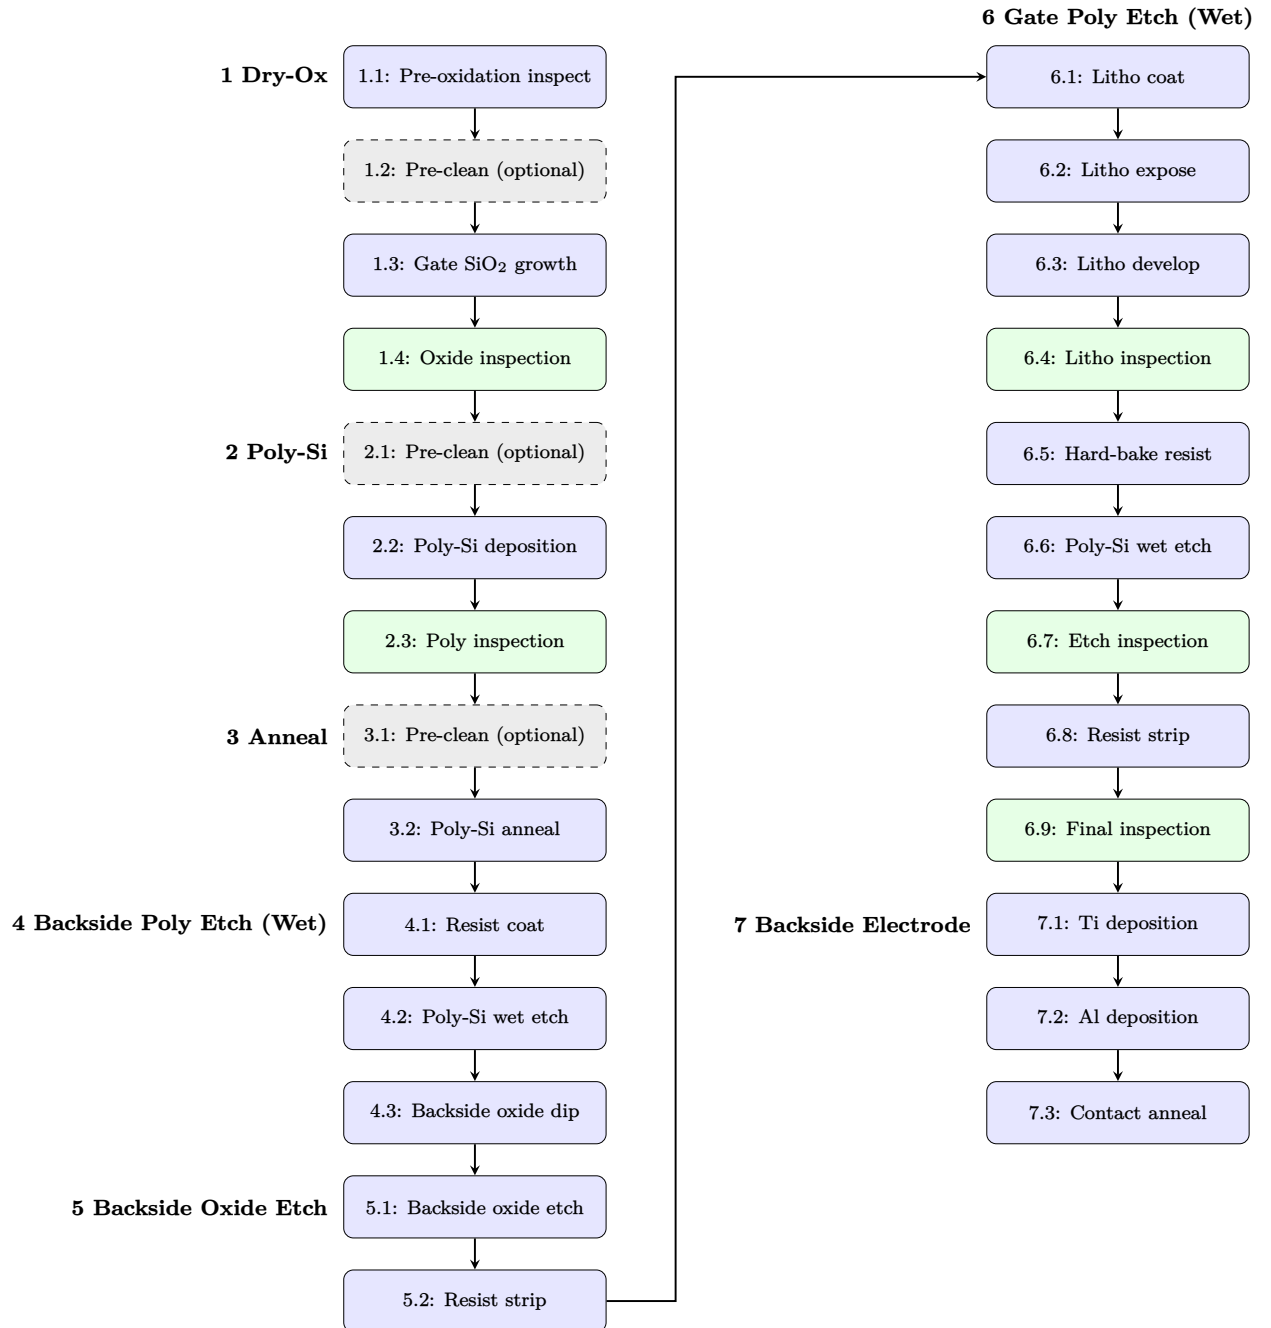 1 Dry-Ox
1.1: Pre-oxidation inspect
1.2: Pre-clean (optional)
1.3: Gate SiO₂ growth
1.4: Oxide inspection
2 Poly-Si
2.1: Pre-clean (optional)
2.2: Poly-Si deposition
2.3: Poly inspection
3 Anneal
3.1: Pre-clean (optional)
3.2: Poly-Si anneal
4 Backside Poly Etch (Wet)
4.1: Resist coat
4.2: Poly-Si wet etch
4.3: Backside oxide dip
5 Backside Oxide Etch
5.1: Backside oxide etch
5.2: Resist strip
6 Gate Poly Etch (Wet)
6.1: Litho coat
6.2: Litho expose
6.3: Litho develop
6.4: Litho inspection
6.5: Hard-bake resist
6.6: Poly-Si wet etch
6.7: Etch inspection
6.8: Resist strip
6.9: Final inspection
7 Backside Electrode
7.1: Ti deposition
7.2: Al deposition
7.3: Contact anneal